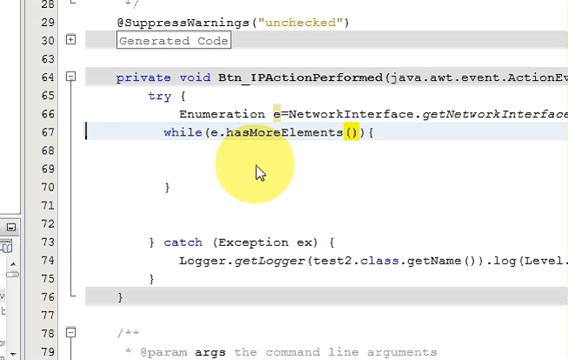 28 */
29 @SuppressWarnings("unchecked")
30 Generated Code
63
64 private void Btn_IPActionPerformed(java.awt.event.ActionEv
65 try {
66 Enumeration e=NetworkInterface.getNetworkInterface
67 while(e.hasMoreElements()){
68
69
70 }
71
72
73 } catch (Exception ex) {
74 Logger.getLogger(test2.class.getName()).log(Level.
75 }
76 }
77
78 /**
79 * @param args the command line arguments